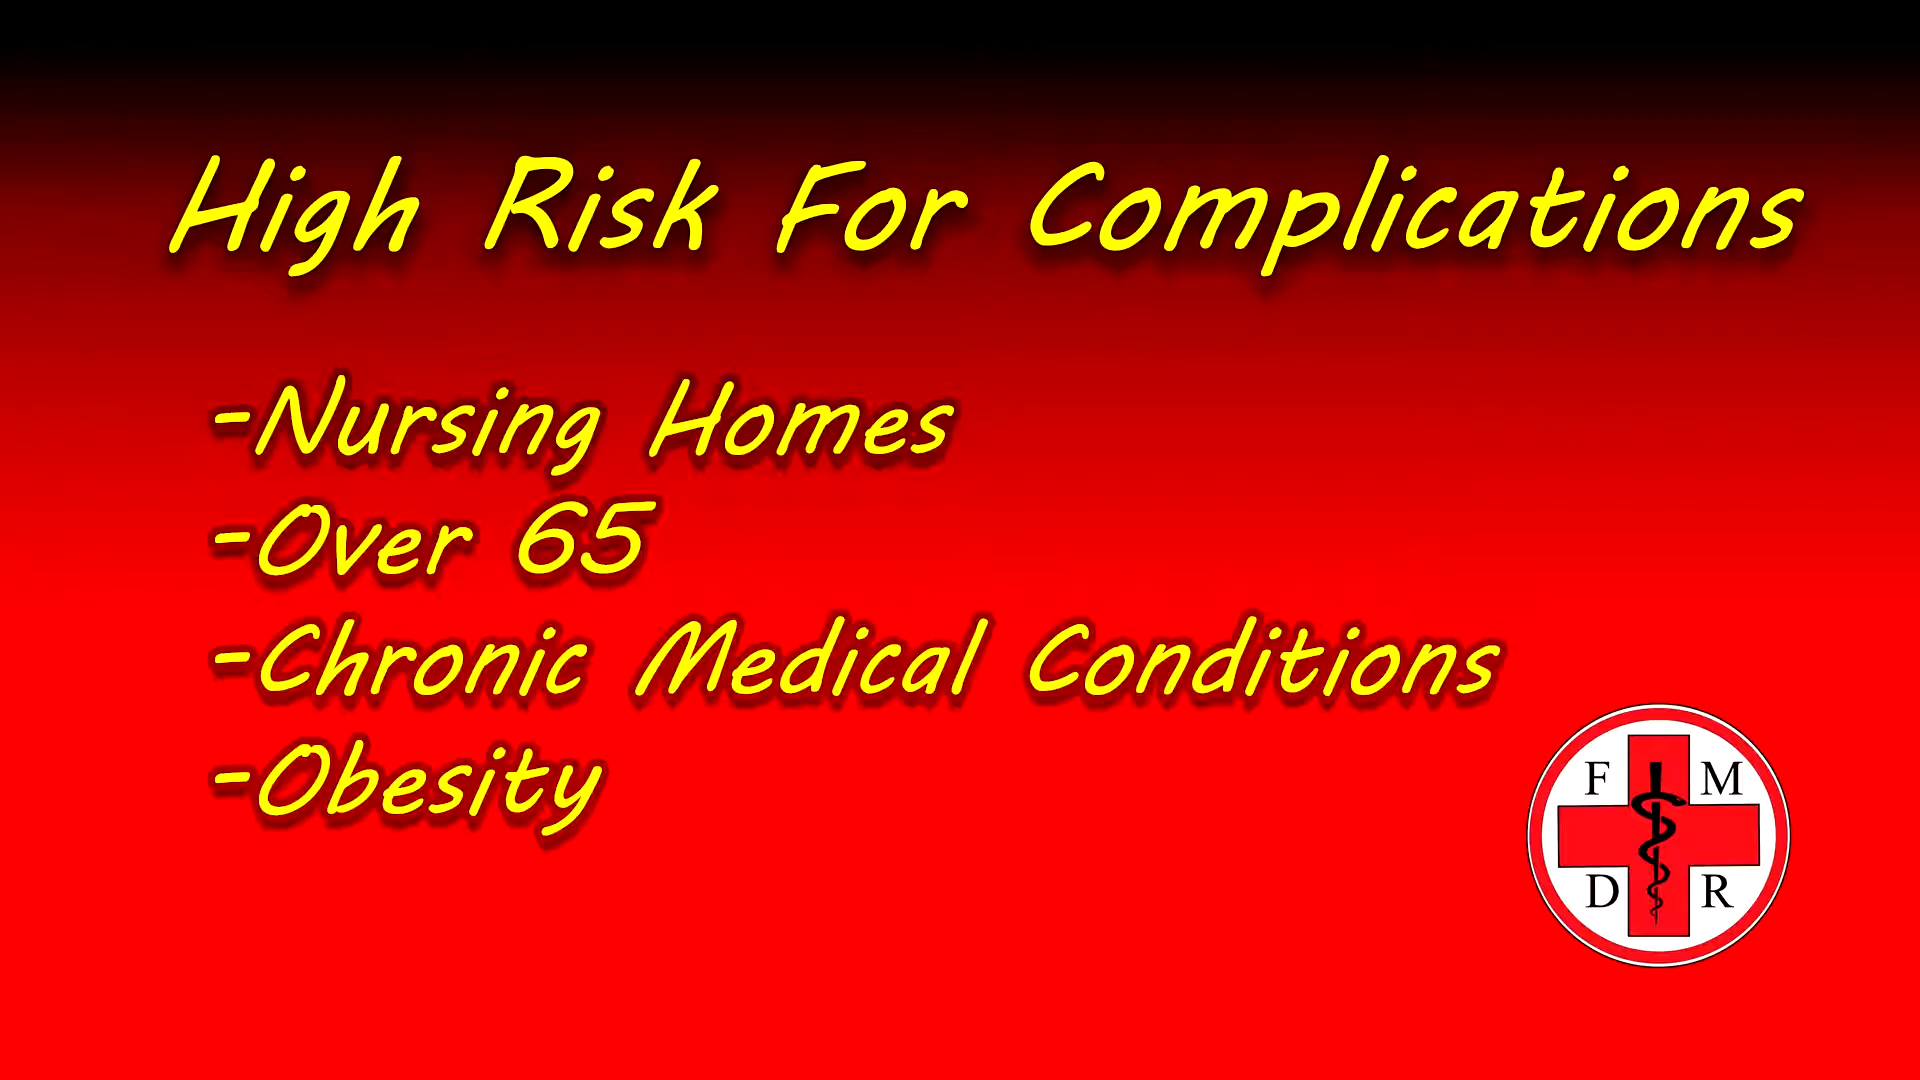 High Risk For Complications
-Nursing Homes
-Over 65
-Chronic Medical Conditions
-Obesity
F M
D R